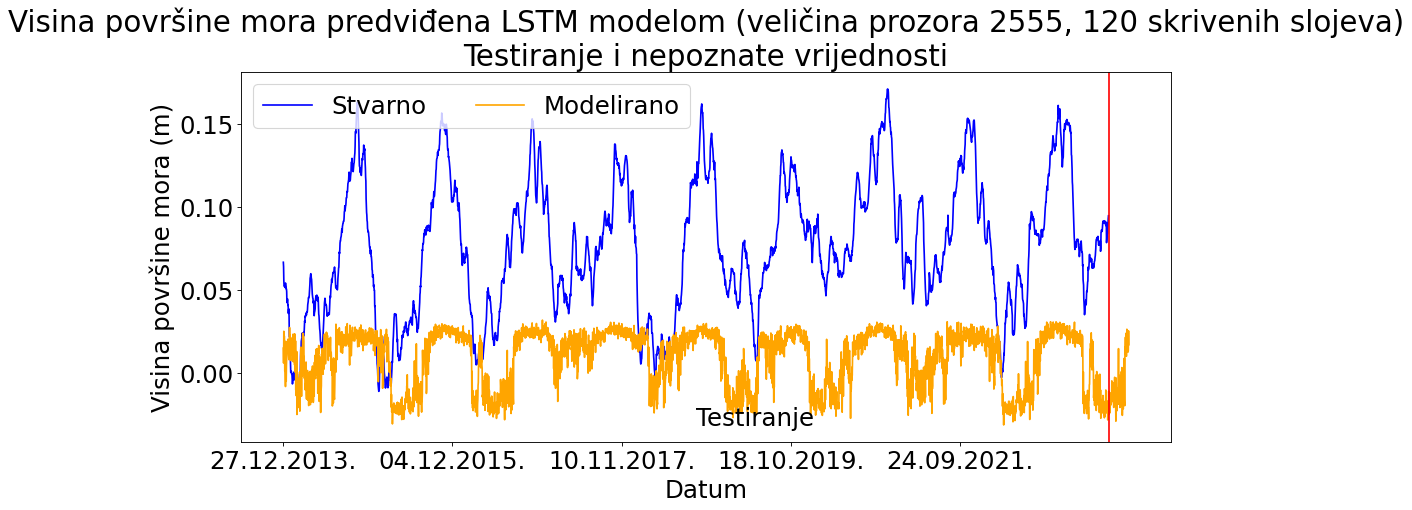 Visina površine mora predviđena LSTM modelom (veličina prozora 2555, 120 skrivenih slojeva)
Testiranje i nepoznate vrijednosti
Stvarno Modelirano
Visina površine mora (m)
0.15
0.10
0.05
0.00
Testiranje
27.12.2013. 04.12.2015. 10.11.2017. 18.10.2019. 24.09.2021.
Datum